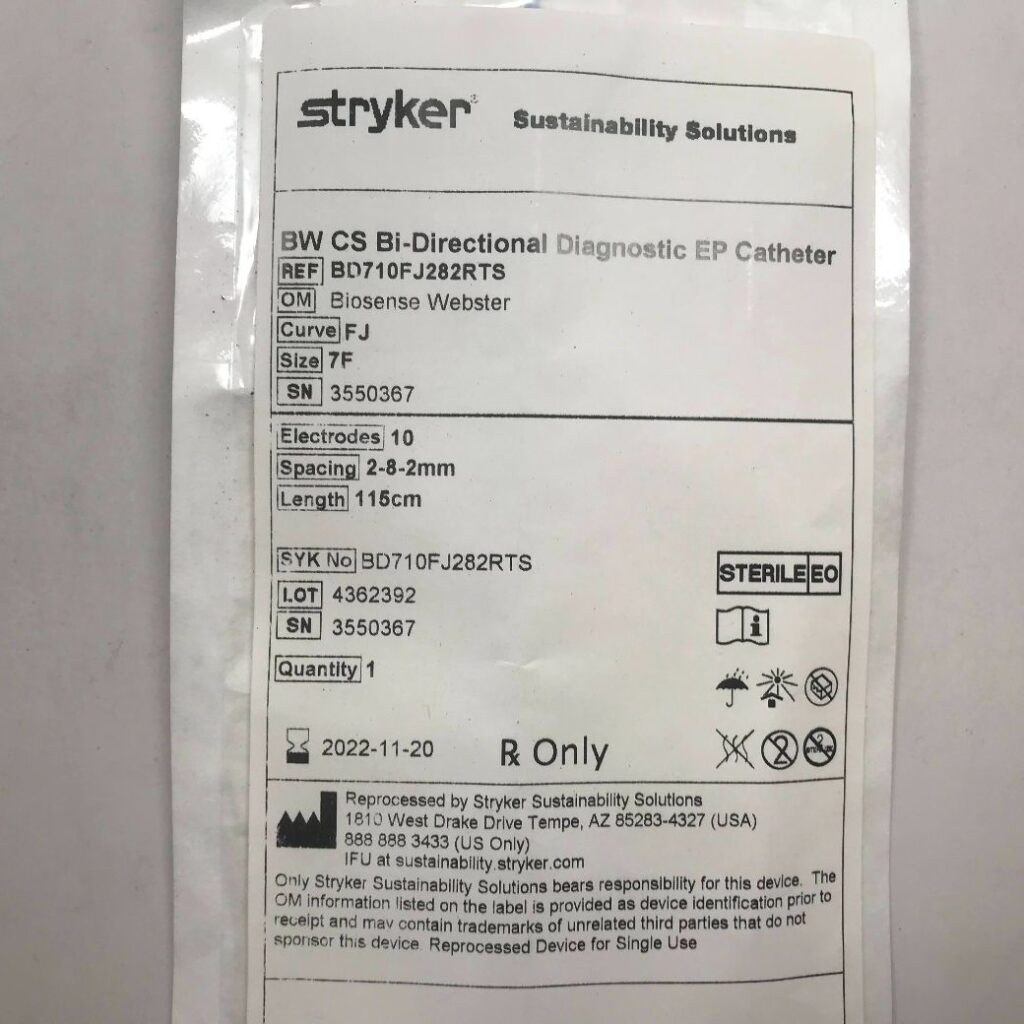 stryker® Sustainability Solutions
BW CS Bi-Directional Diagnostic EP Catheter
REF BD710FJ282RTS
OM Biosense Webster
Curve FJ
Size 7F
SN 3550367
Electrodes 10
Spacing 2-8-2mm
Length 115cm
SYK No BD710FJ282RTS
STERILE EO
LOT 4362392
SN 3550367
i
Quantity 1
2022-11-20 ℞ Only
2
Reprocessed by Stryker Sustainability Solutions
1810 West Drake Drive Tempe, AZ 85283-4327 (USA)
888 888 3433 (US Only)
IFU at sustainability.stryker.com
Only Stryker Sustainability Solutions bears responsibility for this device. The
OM information listed on the label is provided as device identification prior to
receipt and may contain trademarks of unrelated third parties that do not
sponsor this device. Reprocessed Device for Single Use